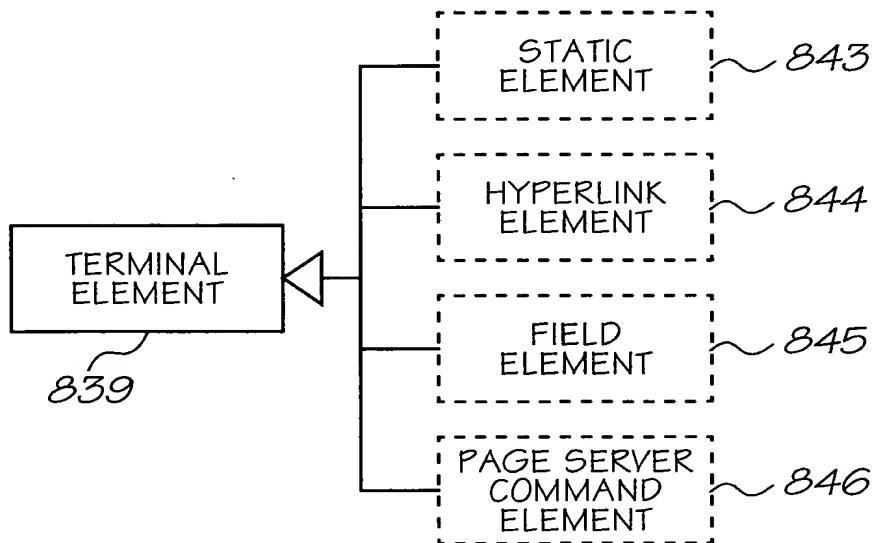 STATIC
ELEMENT
843
HYPERLINK
ELEMENT
844
TERMINAL
ELEMENT
839
FIELD
ELEMENT
845
PAGE SERVER
COMMAND
ELEMENT
846